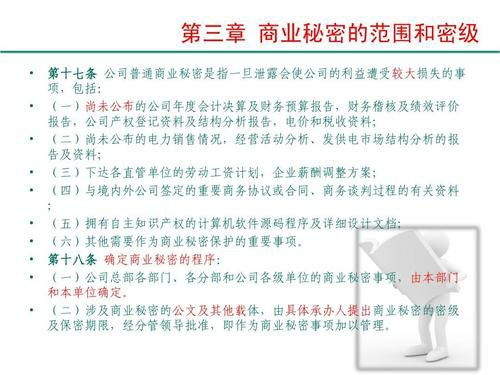 第三章 商业秘密的范围和密级
• 第十七条 公司普通商业秘密是指一旦泄露会使公司的利益遭受较大损失的事
项，包括：
• （一）尚未公布的公司年度会计决算及财务预算报告，财务稽核及绩效评价
报告，公司产权登记资料及结构分析报告，电价和税收资料；
• （二）尚未公布的电力销售情况，经营活动分析、发供电市场结构分析的报
告及资料；
• （三）下达各直管单位的劳动工资计划，企业薪酬调整方案；
• （四）与境内外公司签定的重要商务协议或合同、商务谈判过程的有关资料
；
• （五）拥有自主知识产权的计算机软件源码程序及详细设计文档；
• （六）其他需要作为商业秘密保护的重要事项。
• 第十八条 确定商业秘密的程序：
• （一）公司总部各部门、各分部和公司各级单位的商业秘密事项，由本部门
和本单位确定。
• （二）涉及商业秘密的公文及其他载体，由具体承办人提出商业秘密的密级
及保密期限，经分管领导批准，即作为商业秘密事项加以管理。